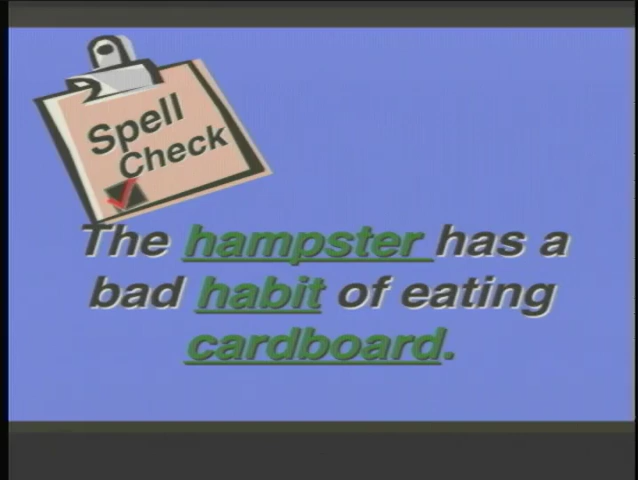 Spell
Check
The hampster has a
bad habit of eating
cardboard.